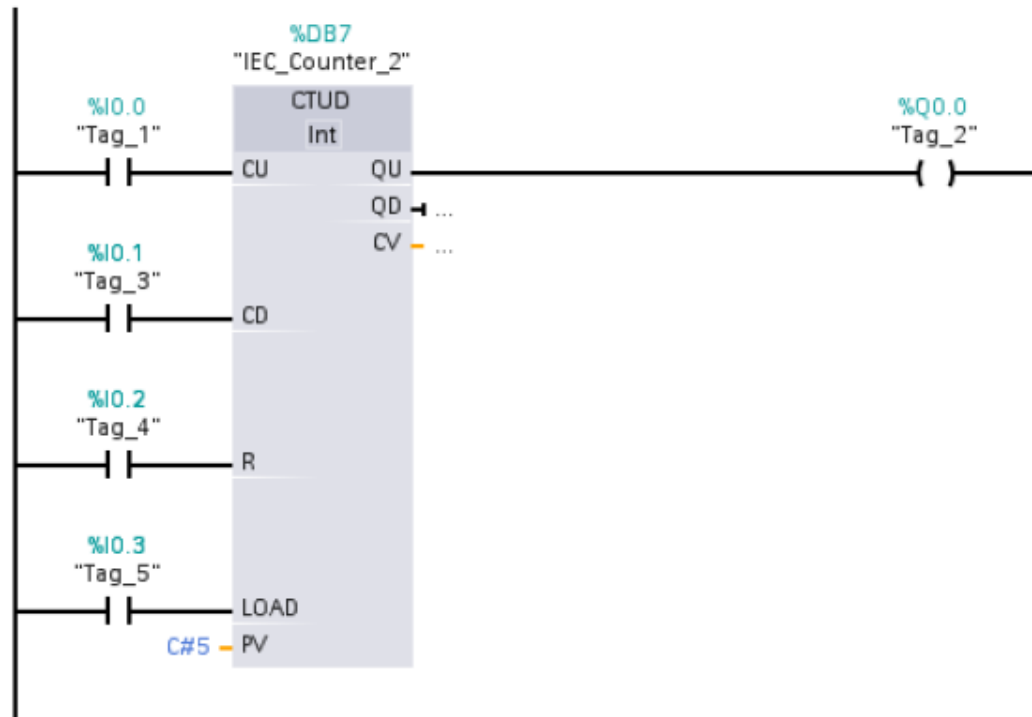 %DB7
"IEC_Counter_2"
%I0.0
"Tag_1"
CTUD
Int
%Q0.0
"Tag_2"
CU QU
QD ...
CV ...
%I0.1
"Tag_3"
CD
%I0.2
"Tag_4"
R
%I0.3
"Tag_5"
LOAD
C#5 PV